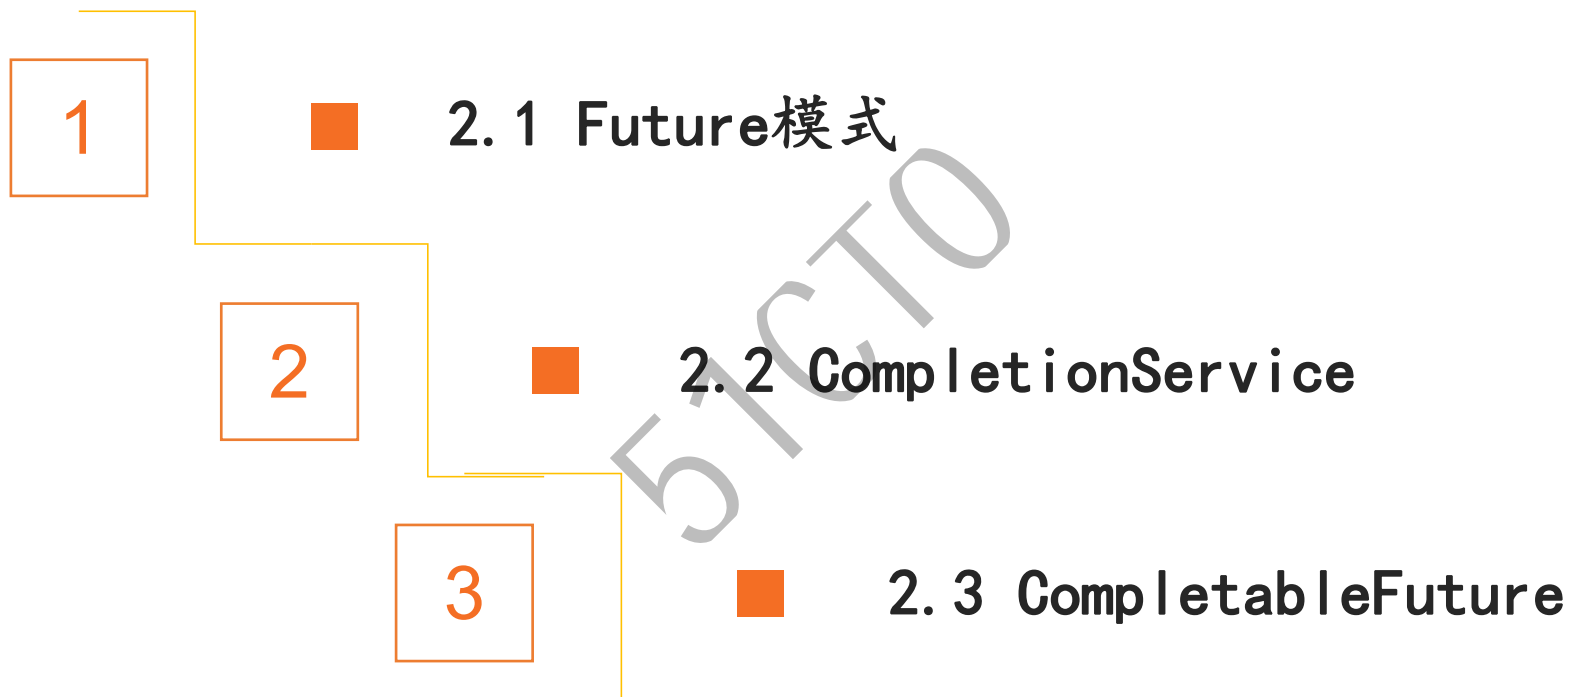 1
2.1 Future模式
2
2.2 CompletionService
3
2.3 CompletableFuture
51CTO